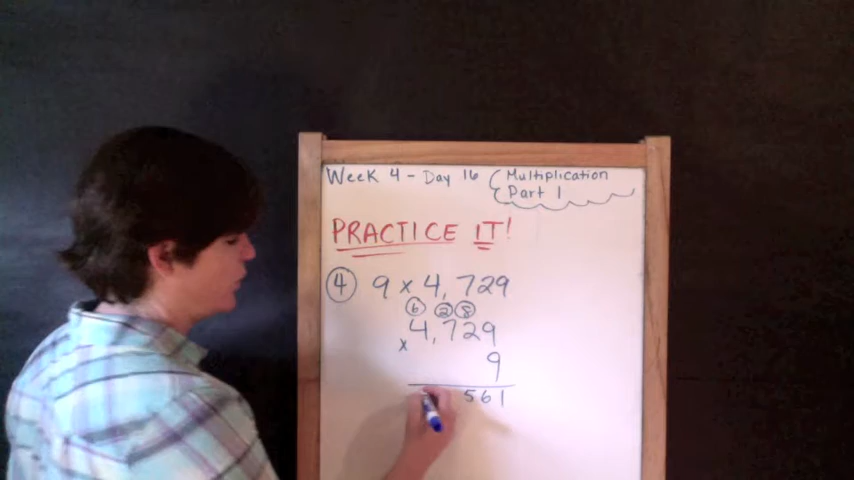 Week 4 - Day 16
Multiplication
Part 1
PRACTICE IT!
4 9 x 4,729
6 2 8
4,729
x
9
561